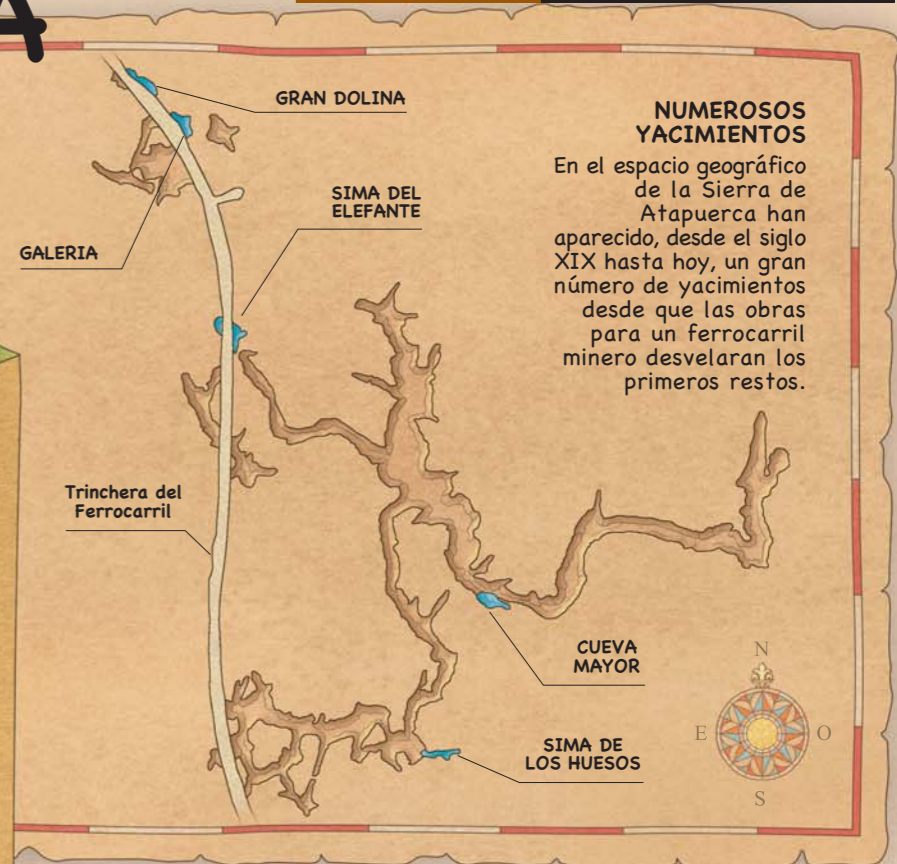 A
GRAN DOLINA
NUMEROSOS
YACIMIENTOS
En el espacio geográfico
de la Sierra de
Atapuerca han
aparecido, desde el siglo
XIX hasta hoy, un gran
número de yacimientos
desde que las obras
para un ferrocarril
minero desvelaran los
primeros restos.
SIMA DEL
ELEFANTE
GALERIA
Trinchera del
Ferrocarril
CUEVA
MAYOR
SIMA DE
LOS HUESOS
N
E
O
S